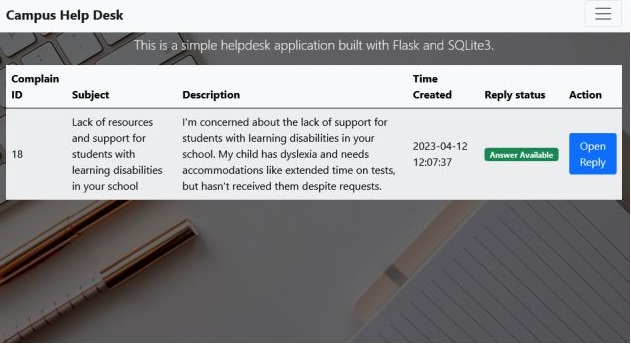 Campus Help Desk
This is a simple helpdesk application built with Flask and SQLite3.
Complain
ID
Subject
Description
Time
Created
Reply status
Action
18
Lack of resources
and support for
students with
learning disabilities
in your school
I'm concerned about the lack of support for
students with learning disabilities in your
school. My child has dyslexia and needs
accommodations like extended time on tests,
but hasn't received them despite requests.
2023-04-12
12:07:37
Answer Available
Open
Reply